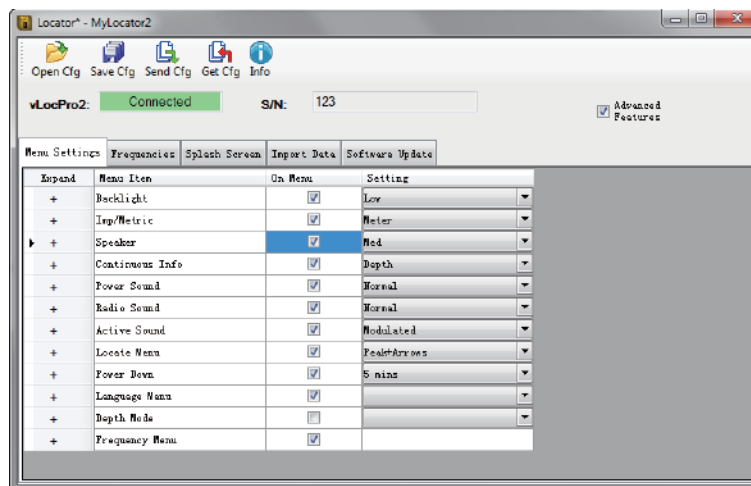 Locator* - MyLocator2
Open Cfg Save Cfg Send Cfg Get Cfg Info
vLocPro2: Connected S/N: 123 Advanced Features
Menu Settings Frequencies Splash Screen Import Data Software Update
Expand Menu Item On Menu Setting
+ Backlight Low
+ Imp/Metric Meter
+ Speaker Med
+ Continuous Info Depth
+ Power Sound Normal
+ Radio Sound Normal
+ Active Sound Modulated
+ Locate Menu Peak+Arrows
+ Power Down 5 mins
+ Language Menu
+ Depth Mode
+ Frequency Menu